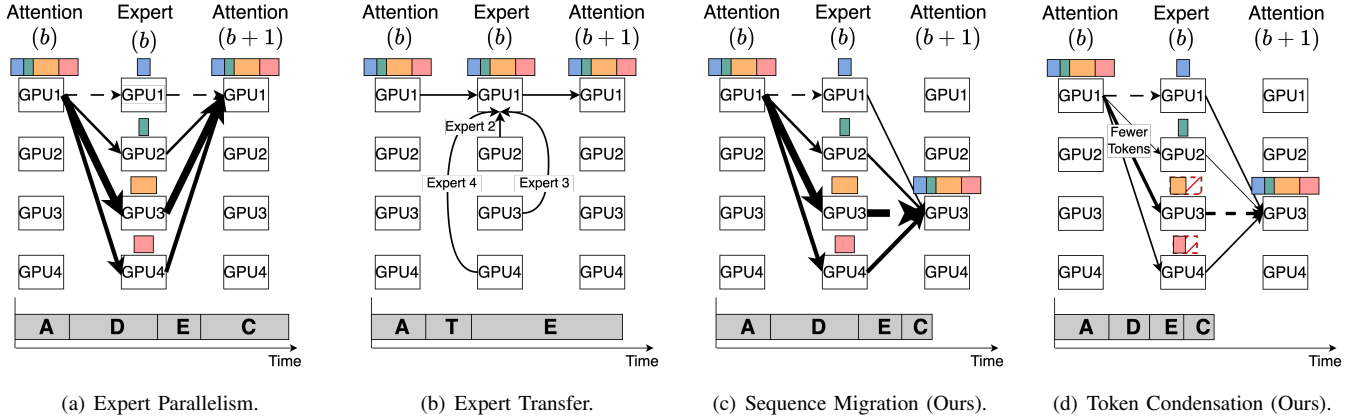 Attention Expert Attention
(b) (b) (b + 1)
GPU1 GPU1 GPU1
GPU2 GPU2 GPU2
GPU3 GPU3 GPU3
GPU4 GPU4 GPU4
A D E C
Time
(a) Expert Parallelism.
Attention Expert Attention
(b) (b) (b + 1)
GPU1 GPU1 GPU1
Expert 2
GPU2 GPU2 GPU2
Expert 4 Expert 3
GPU3 GPU3 GPU3
GPU4 GPU4 GPU4
A T E
Time
(b) Expert Transfer.
Attention Expert Attention
(b) (b) (b + 1)
GPU1 GPU1 GPU1
GPU2 GPU2 GPU2
GPU3 GPU3 GPU3
GPU4 GPU4 GPU4
A D E C
Time
(c) Sequence Migration (Ours).
Attention Expert Attention
(b) (b) (b + 1)
GPU1 GPU1 GPU1
Fewer
Tokens
GPU2 GPU2 GPU2
GPU3 GPU3 GPU3
GPU4 GPU4 GPU4
A D E C
Time
(d) Token Condensation (Ours).